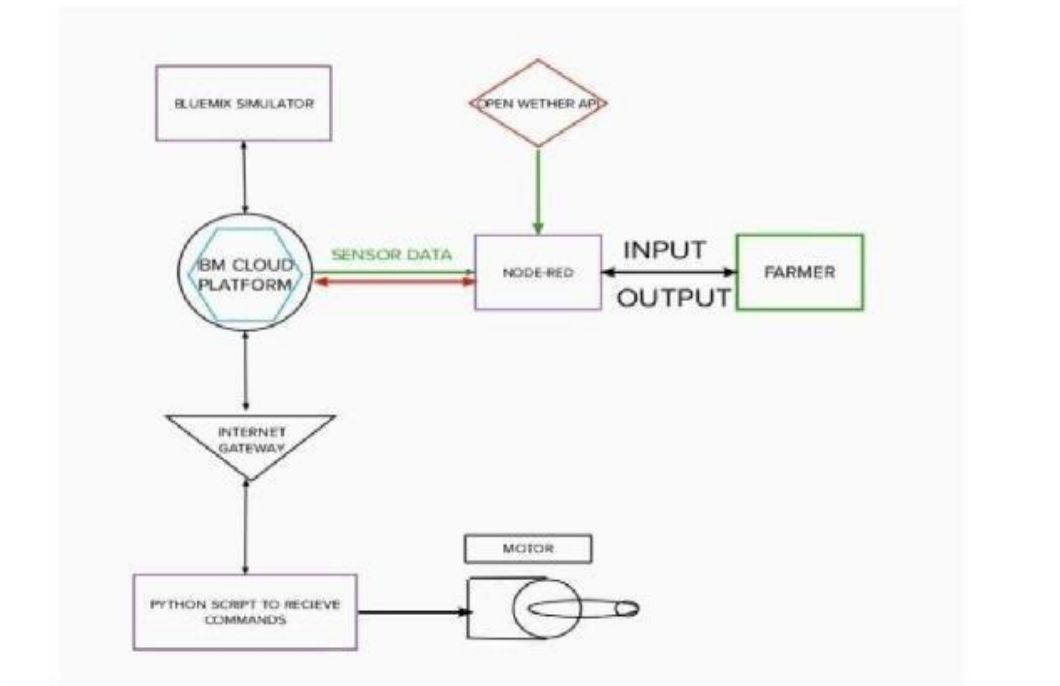 BLUEMIX SIMULATOR
OPEN WETHER API
SENSOR DATA
IBM CLOUD
PLATFORM
NODE-RED
INPUT
OUTPUT
FARMER
INTERNET
GATEWAY
MOTOR
PYTHON SCRIPT TO RECIEVE
COMMANDS